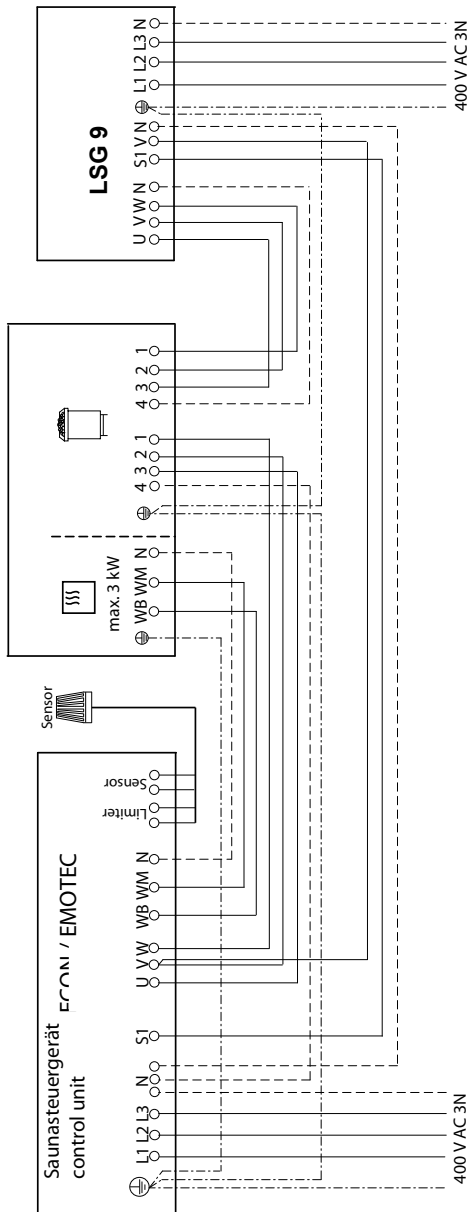 Saunasteuergerät
control unit
ECON / EMOTEC
L1 L2 L3 N S1 U V W WB WM N
Limiter
Sensor
Sensor
max. 3 kW
WB WM N 4 3 2 1 4 3 2 1
LSG 9
U V W N S1 V N L1 L2 L3 N
400 V AC 3N
400 V AC 3N